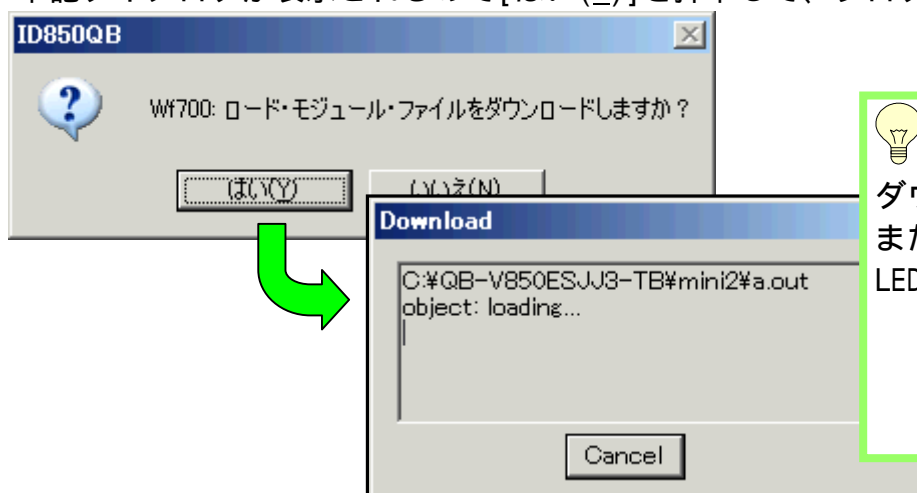 ID850QB
Wf700: ロード・モジュール・ファイルをダウンロードしますか?
はい(Y)
いいえ(N)
Download
C:¥QB-V850ESJJ3-TB¥mini2¥a.out
object: loading...
Cancel
ダ
また
LED